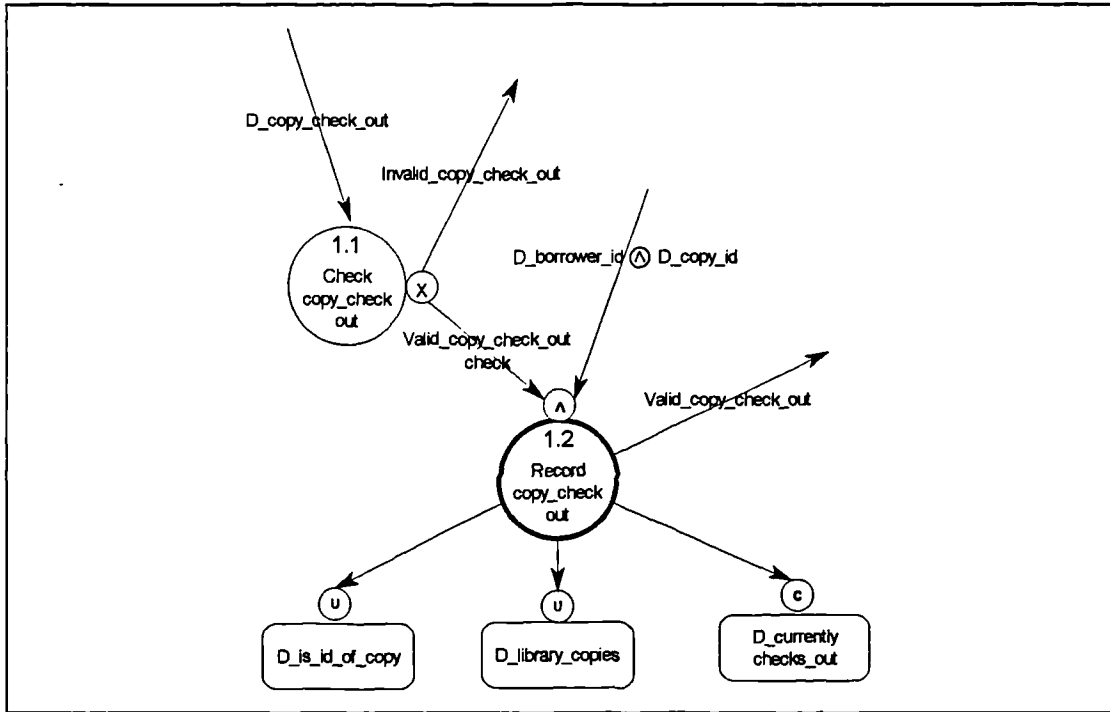 D_copy_check_out
Invalid_copy_check_out
1.1
Check
copy_check
out
X
D_borrower_id ∧ D_copy_id
Valid_copy_check_out
check
∧
Valid_copy_check_out
1.2
Record
copy_check
out
U
U
C
D_is_id_of_copy
D_library_copies
D_currently
checks_out